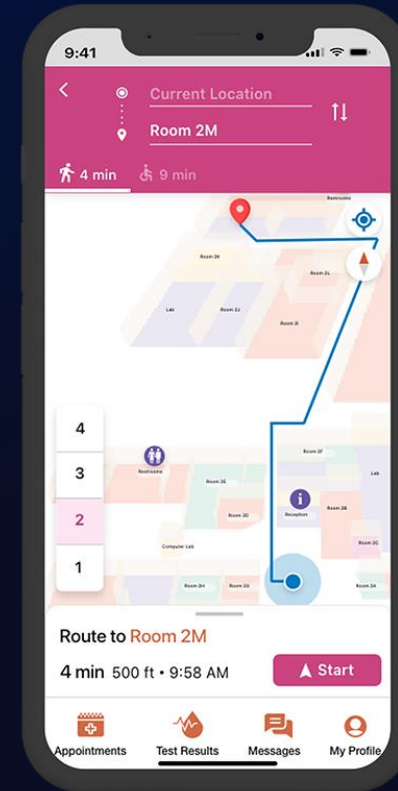 9:41
Current Location
Room 2M
4 min
9 min
Restrooms
Room 2K
Room 2L
Lab
Room 2J
Room 2I
4
3
2
1
Restrooms
Room 2F
Lab
Room 2E
Room 2D
Reception
Room 2B
Computer Lab
Room 2C
Room 2H
Room 2G
Room 2A
Route to Room 2M
4 min 500 ft • 9:58 AM
Start
Appointments
Test Results
Messages
My Profile